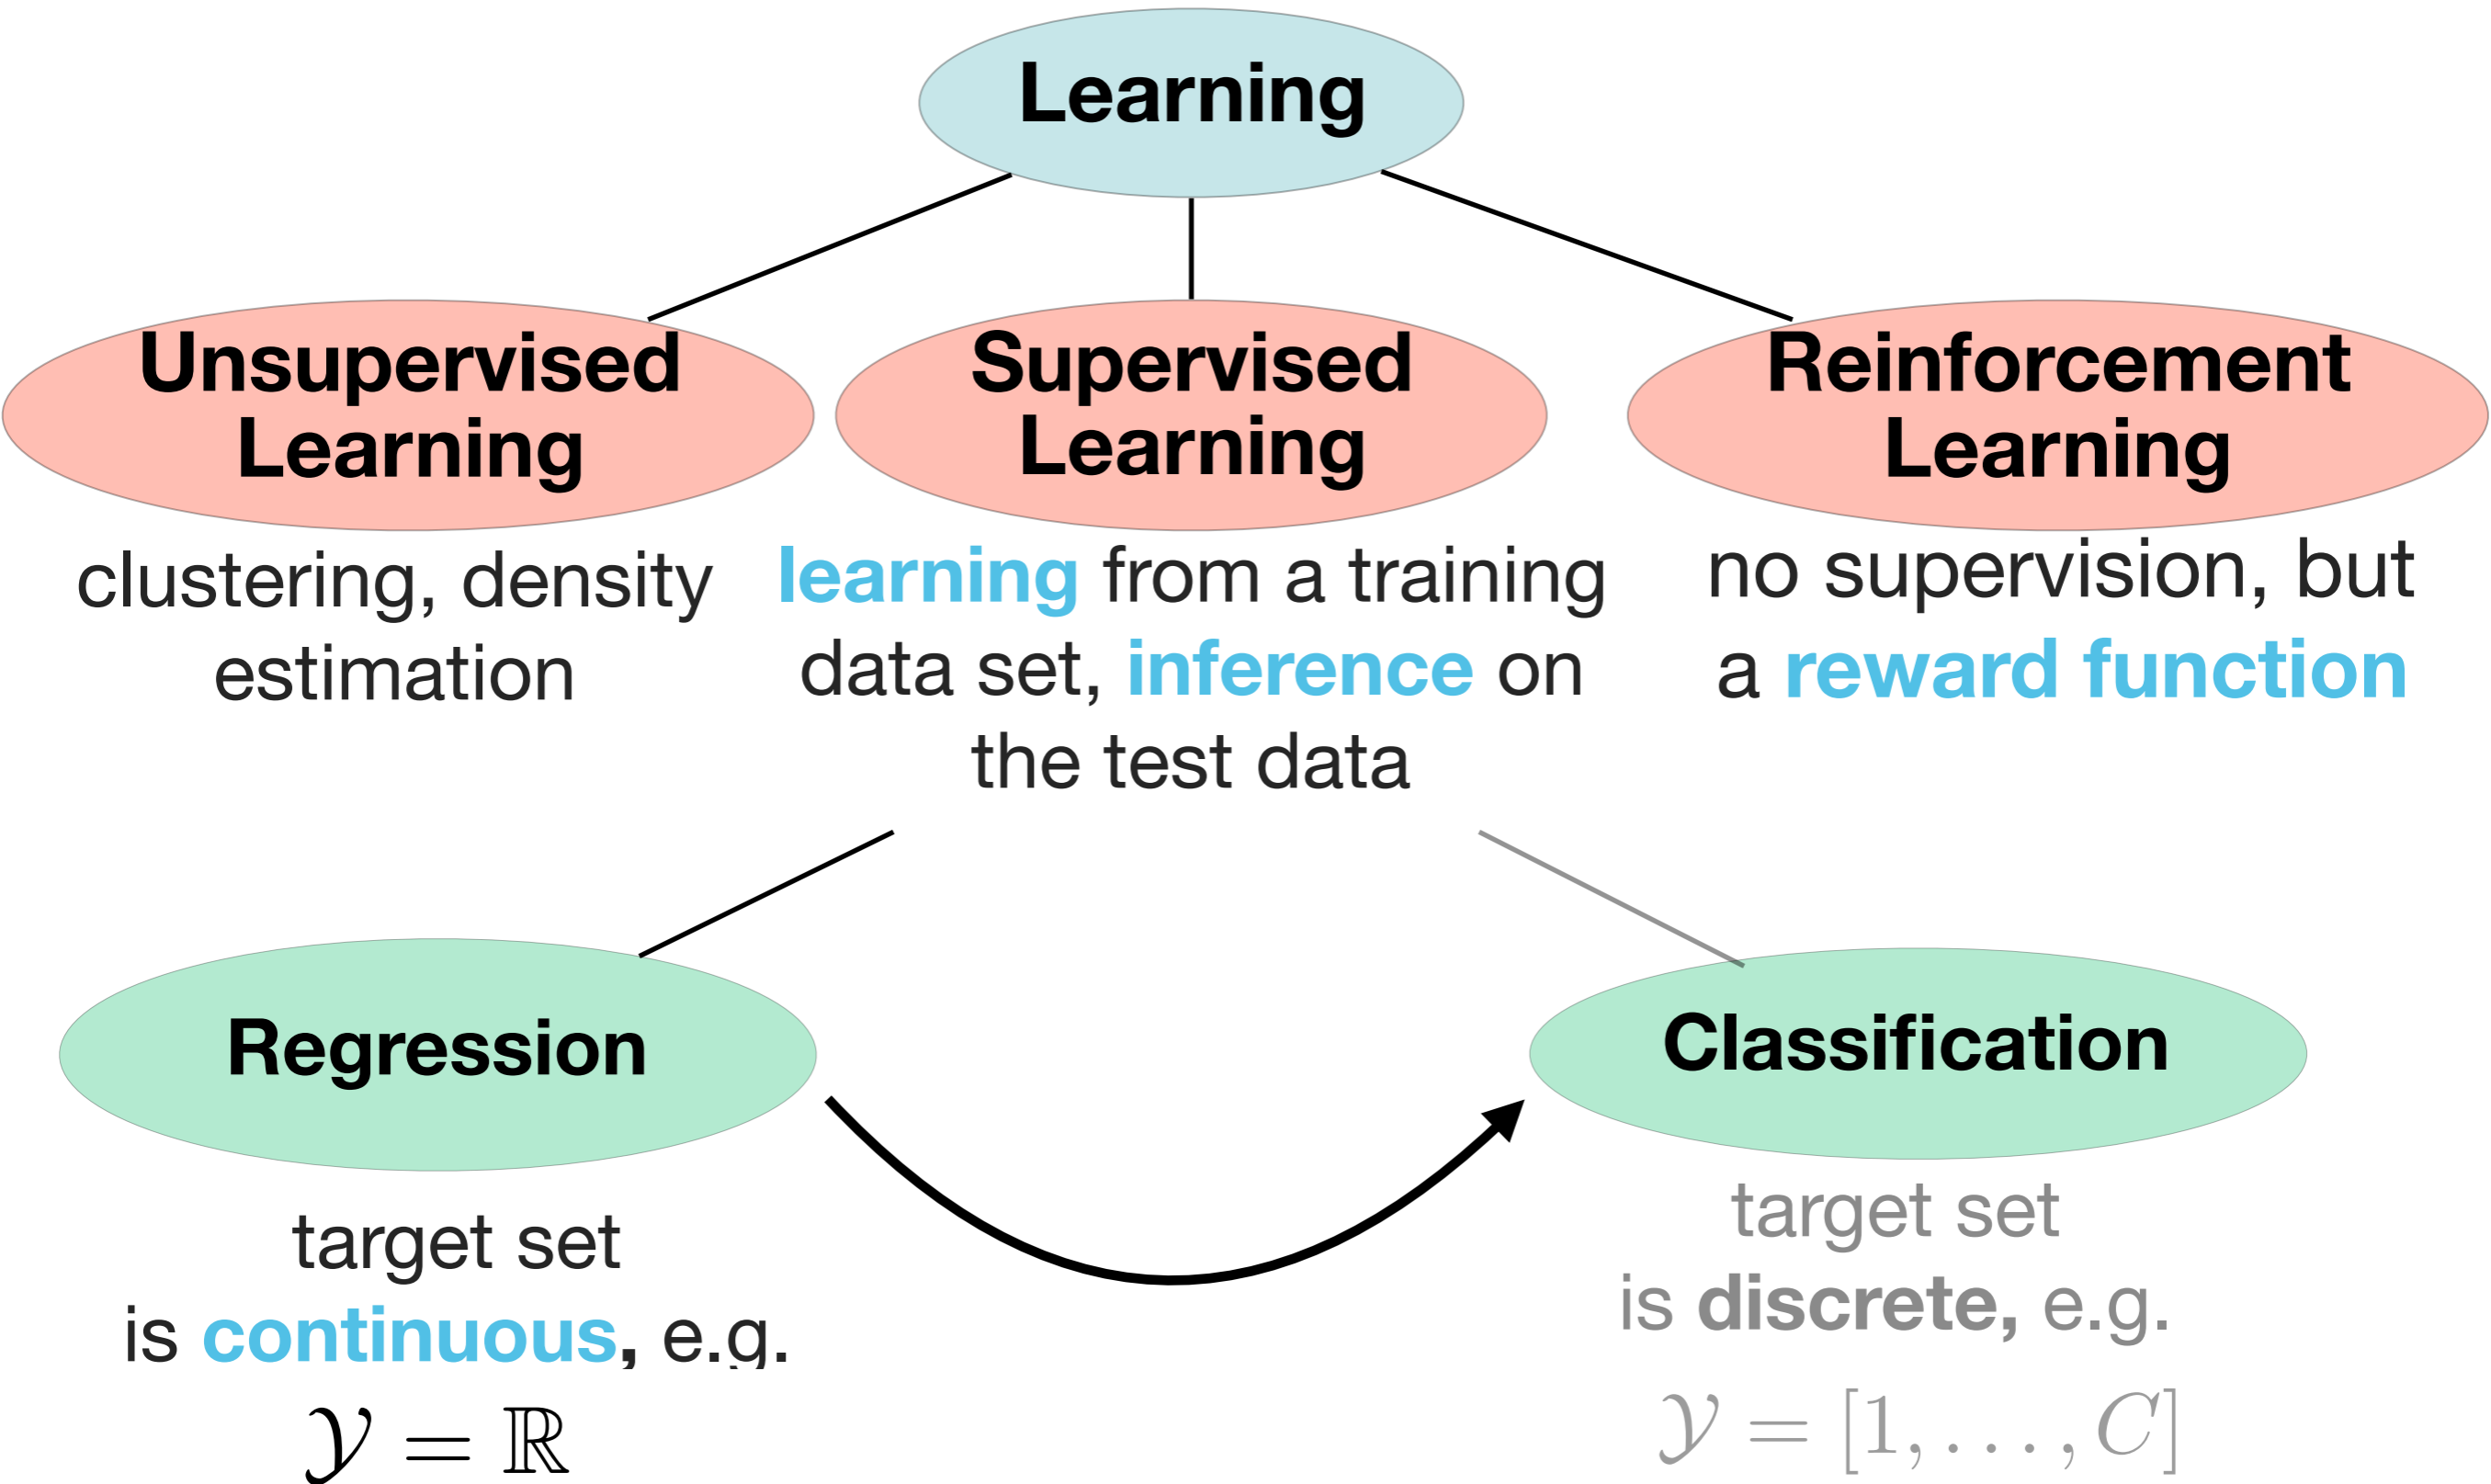 Learning
Unsupervised
Learning
clustering, density
estimation
Supervised
Learning
learning from a training
data set, inference on
the test data
Reinforcement
Learning
no supervision, but
a reward function
Regression
target set
is continuous, e.g.
𝒴 = ℝ
Classification
target set
is discrete, e.g.
𝒴 = [1, . . . , C]